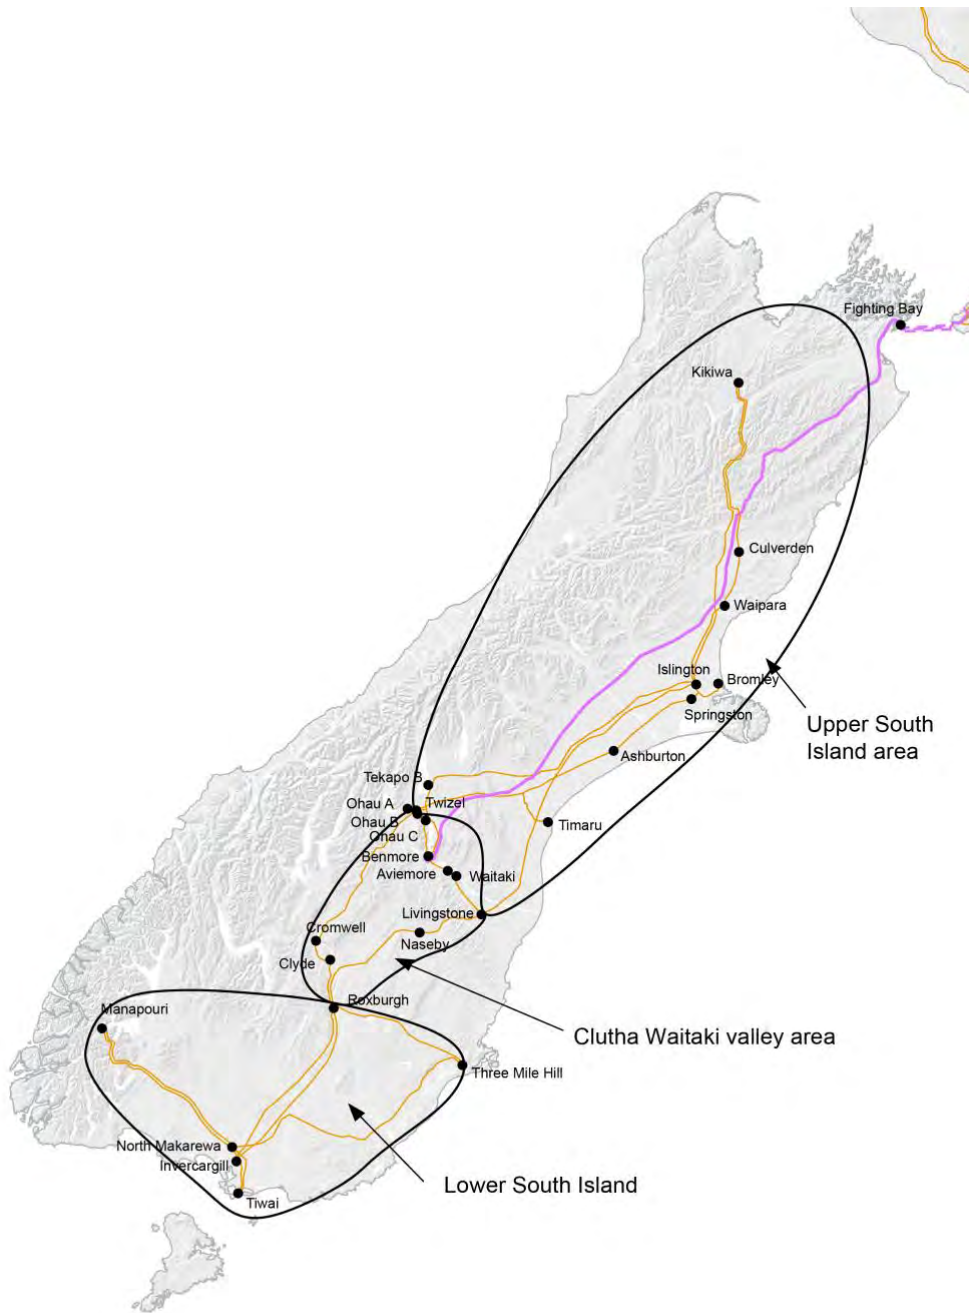 Fighting Bay
Kikiwa
Culverden
Waipara
Islington
Bromley
Springston
Upper South
Island area
Ashburton
Tekapo B
Ohau A
Twizel
Ohau B
Ohau C
Timaru
Benmore
Aviemore
Waitaki
Livingstone
Cromwell
Naseby
Clyde
Roxburgh
Manapouri
Clutha Waitaki valley area
Three Mile Hill
North Makarewa
Invercargill
Lower South Island
Tiwai